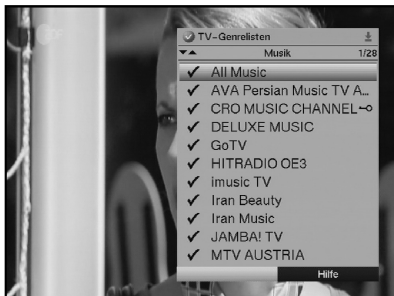 TV-Genrelisten
Musik 1/28
All Music
AVA Persian Music TV A...
CRO MUSIC CHANNEL
DELUXE MUSIC
GoTV
HITRADIO OE3
imusic TV
Iran Beauty
Iran Music
JAMBA! TV
MTV AUSTRIA
Hilfe